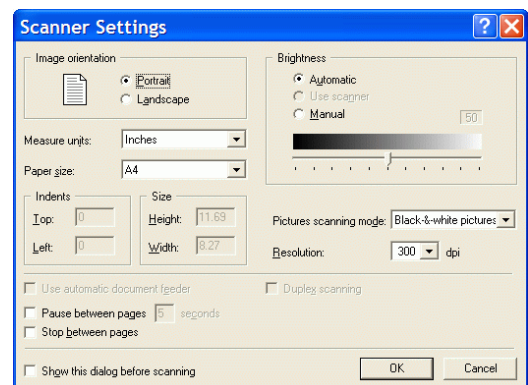 Scanner Settings
Image orientation
Portrait
Landscape
Measure units: Inches
Paper size: A4
Indents
Top: 0
Left: 0
Size
Height: 11.69
Width: 8.27
Brightness
Automatic
Use scanner
Manual
50
Pictures scanning mode: Black-&-white pictures
Resolution: 300 dpi
Use automatic document feeder
Duplex scanning
Pause between pages 5 seconds
Stop between pages
Show this dialog before scanning
OK
Cancel